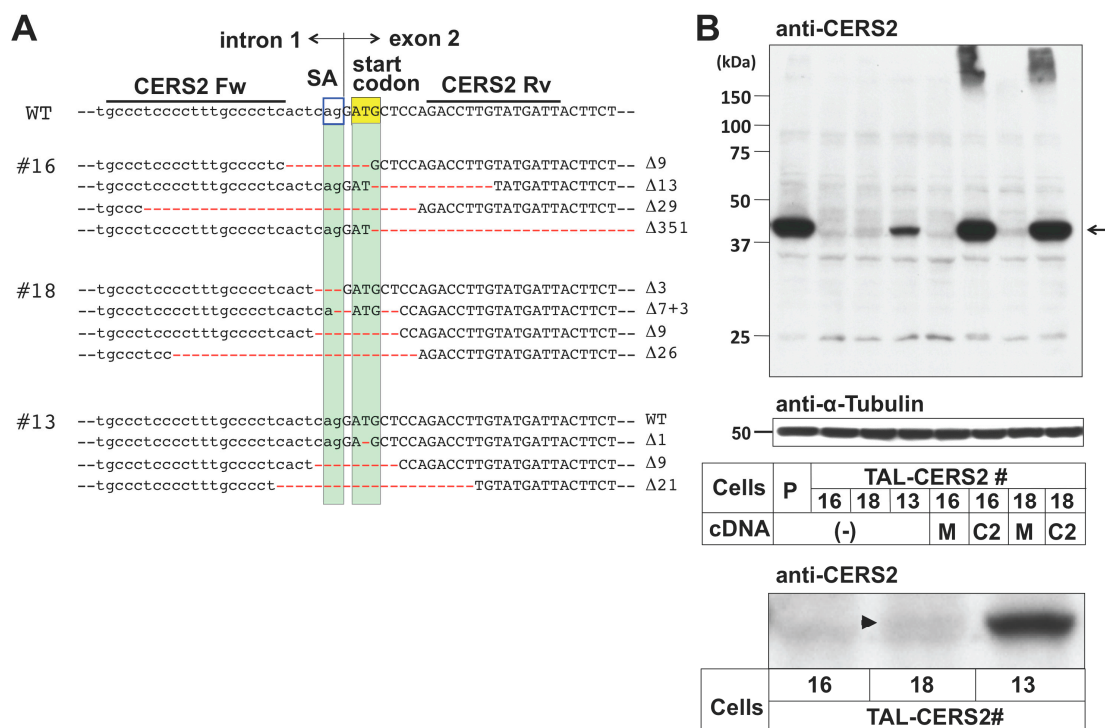 A
intron 1 exon 2
SA start codon
CERS2 Fw CERS2 Rv
WT --tgccctcccctttgcccctcactcagGATGCTCCAGACCTTGTATGATTACTTCT--
#16 --tgccctcccctttgcccctc---------GCTCCAGACCTTGTATGATTACTTCT-- Δ9
--tgccctcccctttgcccctcactcagGAT-------------TATGATTACTTCT-- Δ13
--tgccc-----------------------------AGACCTTGTATGATTACTTCT-- Δ29
--tgccctcccctttgcccctcactcagGAT---------------------------- Δ351
#18 --tgccctcccctttgcccctcact---GATGCTCCAGACCTTGTATGATTACTTCT-- Δ3
--tgccctcccctttgcccctcactca--ATG--CCAGACCTTGTATGATTACTTCT-- Δ7+3
--tgccctcccctttgcccctcact---------CCAGACCTTGTATGATTACTTCT-- Δ9
--tgccctcc--------------------------AGACCTTGTATGATTACTTCT-- Δ26
#13 --tgccctcccctttgcccctcactcagGATGCTCCAGACCTTGTATGATTACTTCT-- WT
--tgccctcccctttgcccctcactcagGA-GCTCCAGACCTTGTATGATTACTTCT-- Δ1
--tgccctcccctttgcccctcact---------CCAGACCTTGTATGATTACTTCT-- Δ9
--tgccctcccctttgcccct---------------------TGTATGATTACTTCT-- Δ21
B
anti-CERS2
(kDa)
150
100
75
50
37
25
anti-α-Tubulin
50
Cells P TAL-CERS2 #
16 18 13 16 16 18 18
cDNA (-) M C2 M C2
anti-CERS2
Cells 16 18 13
TAL-CERS2#